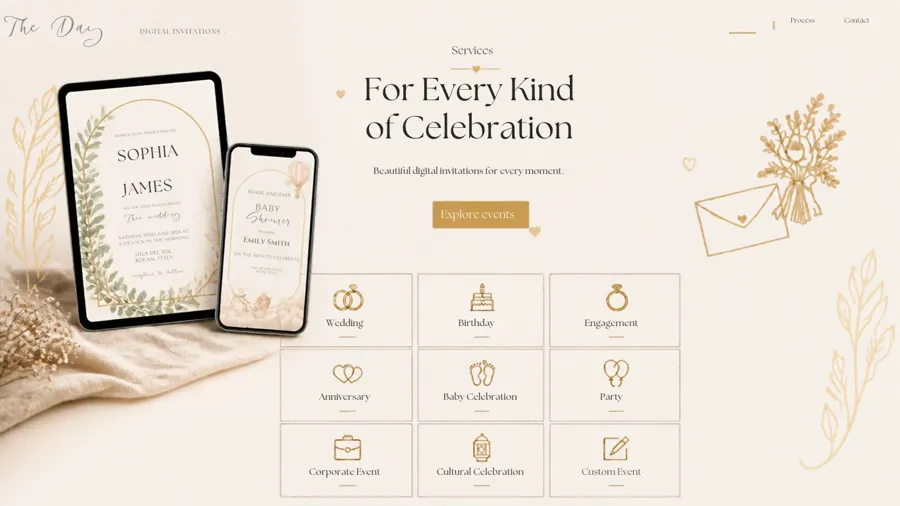 The Day
DIGITAL INVITATIONS
Process
Contact
Services
For Every Kind
of Celebration
Beautiful digital invitations for every moment.
Explore events
SOPHIA
JAMES
BABY
Shower
EMILY SMITH
Wedding
Birthday
Engagement
Anniversary
Baby Celebration
Party
Corporate Event
Cultural Celebration
Custom Event